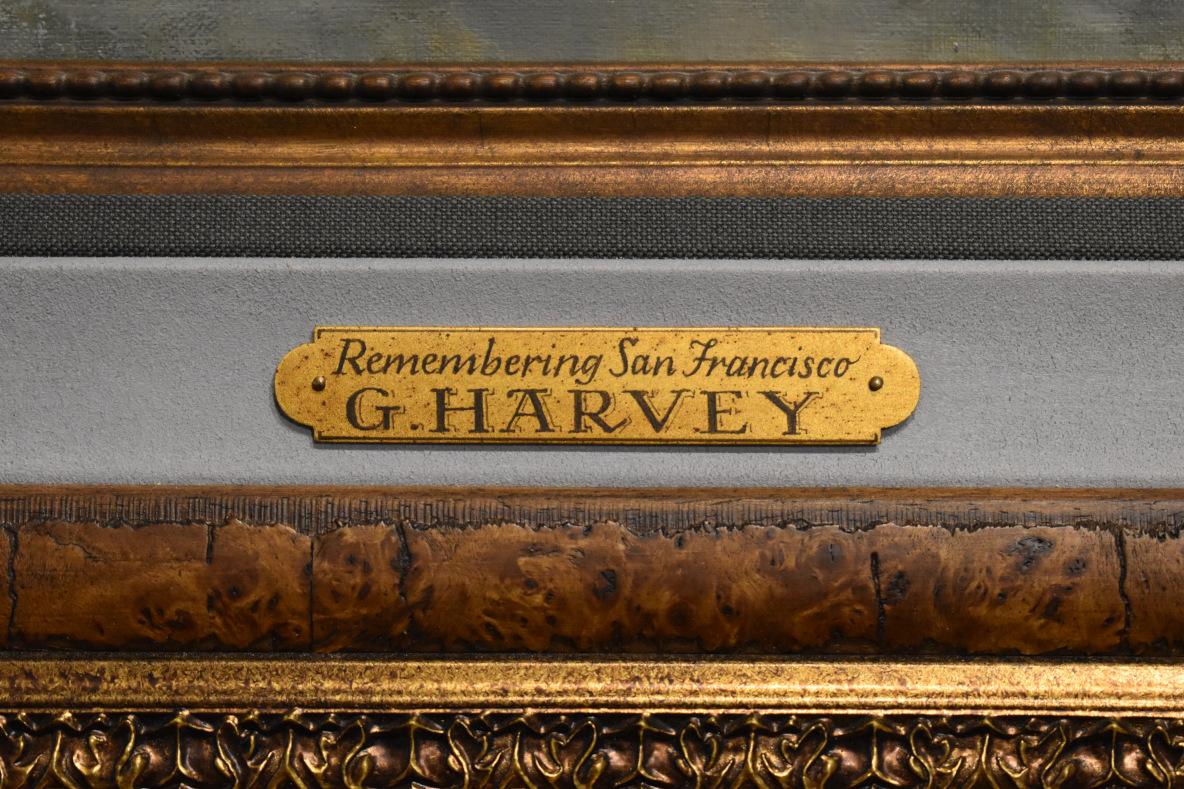 Remembering San Francisco
G. HARVEY